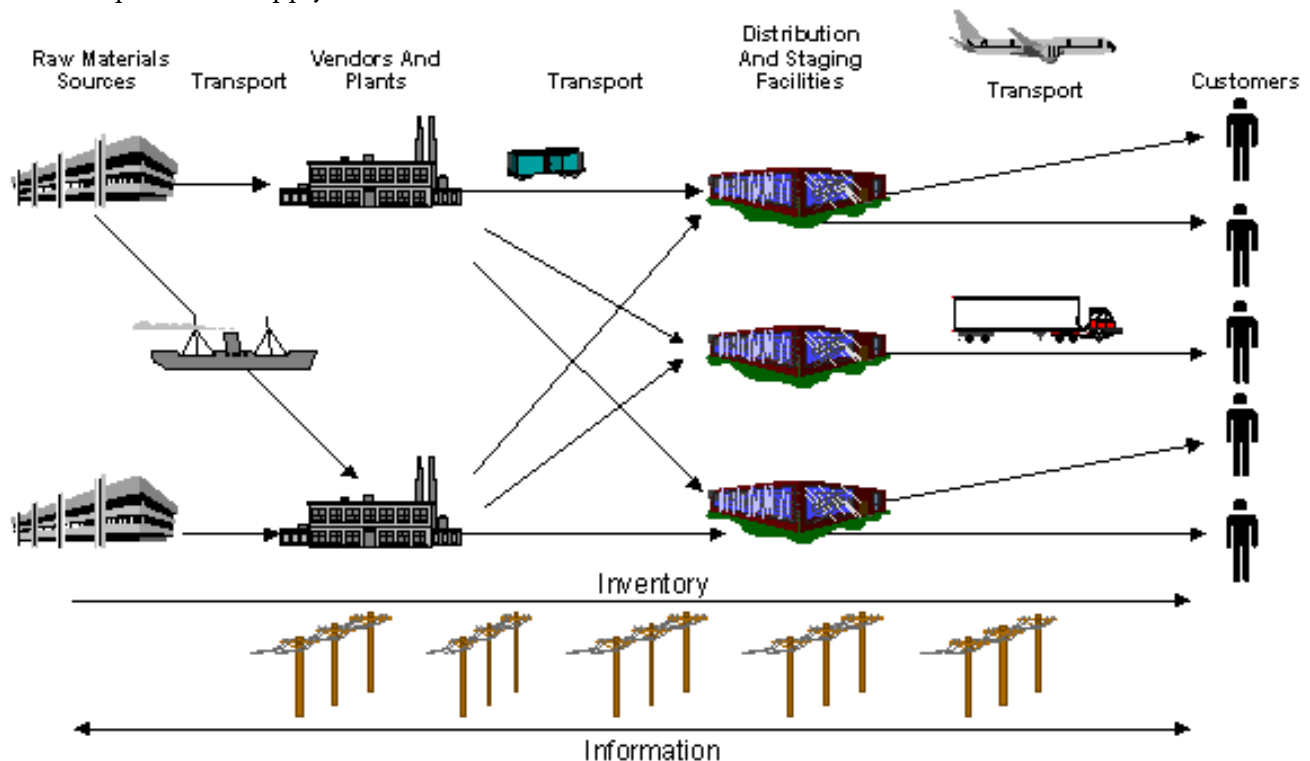 Raw Materials
Sources
Transport
Vendors And
Plants
Transport
Distribution
And Staging
Facilities
Transport
Customers
Inventory
Information